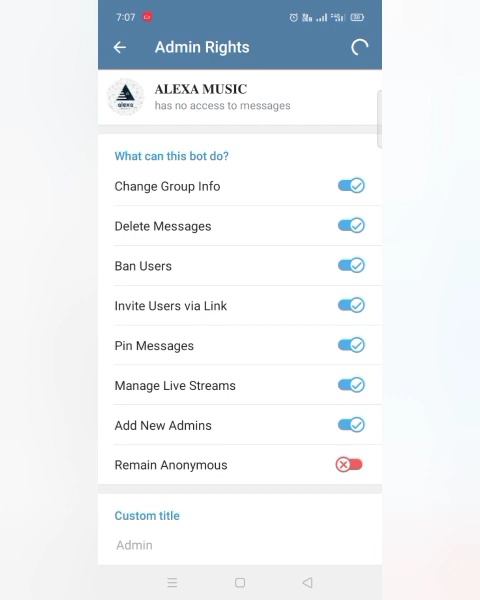 7:07
Admin Rights
ALEXA MUSIC
has no access to messages
alexa
What can this bot do?
Change Group Info
Delete Messages
Ban Users
Invite Users via Link
Pin Messages
Manage Live Streams
Add New Admins
Remain Anonymous
Custom title
Admin